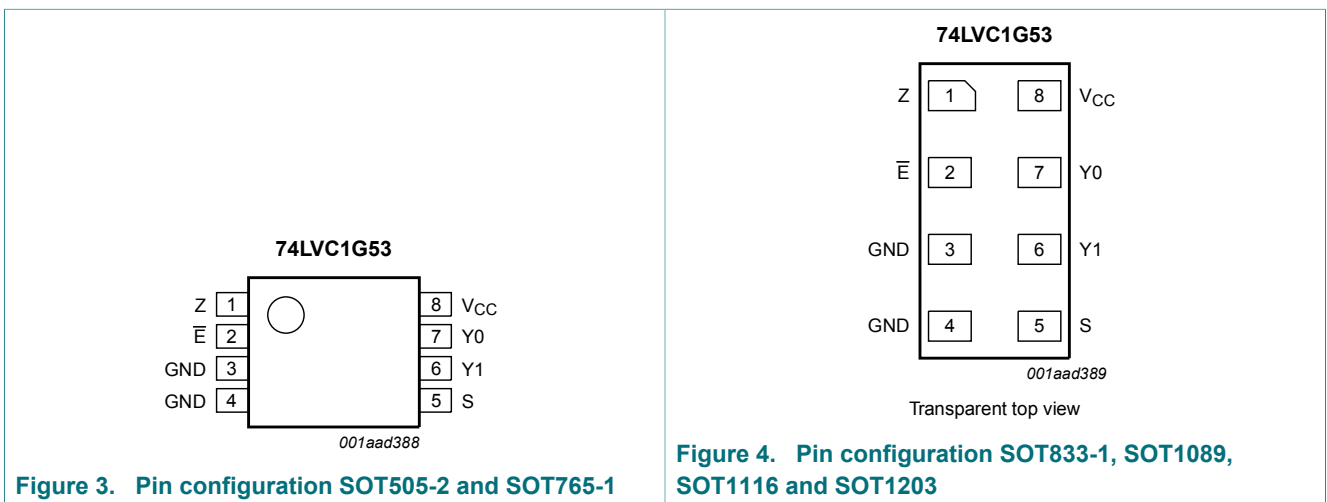 74LVC1G53
Z 1 8 VCC
E̅ 2 7 Y0
GND 3 6 Y1
GND 4 5 S
001aad388
Figure 3. Pin configuration SOT505-2 and SOT765-1
74LVC1G53
Z 1 8 VCC
E̅ 2 7 Y0
GND 3 6 Y1
GND 4 5 S
001aad389
Transparent top view
Figure 4. Pin configuration SOT833-1, SOT1089,
SOT1116 and SOT1203